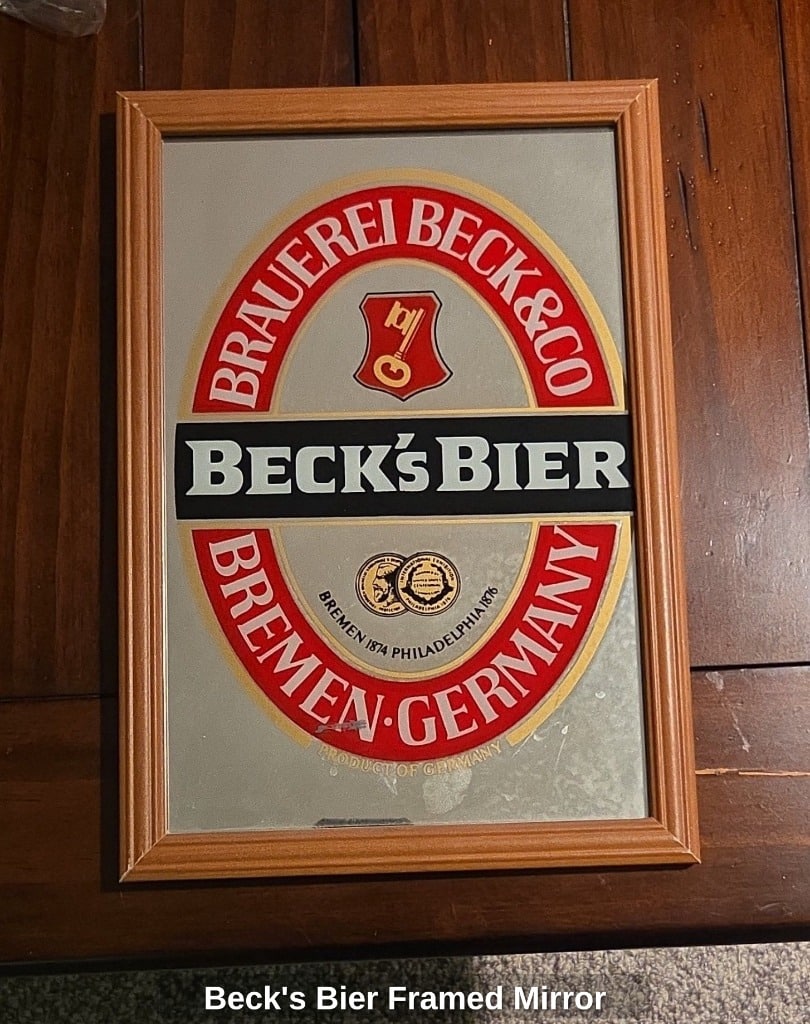 BRAUEREI BECK & CO
BECK'S BIER
BREMEN 1874 PHILADELPHIA 1876
BREMEN · GERMANY
PRODUCT OF GERMANY
Beck's Bier Framed Mirror